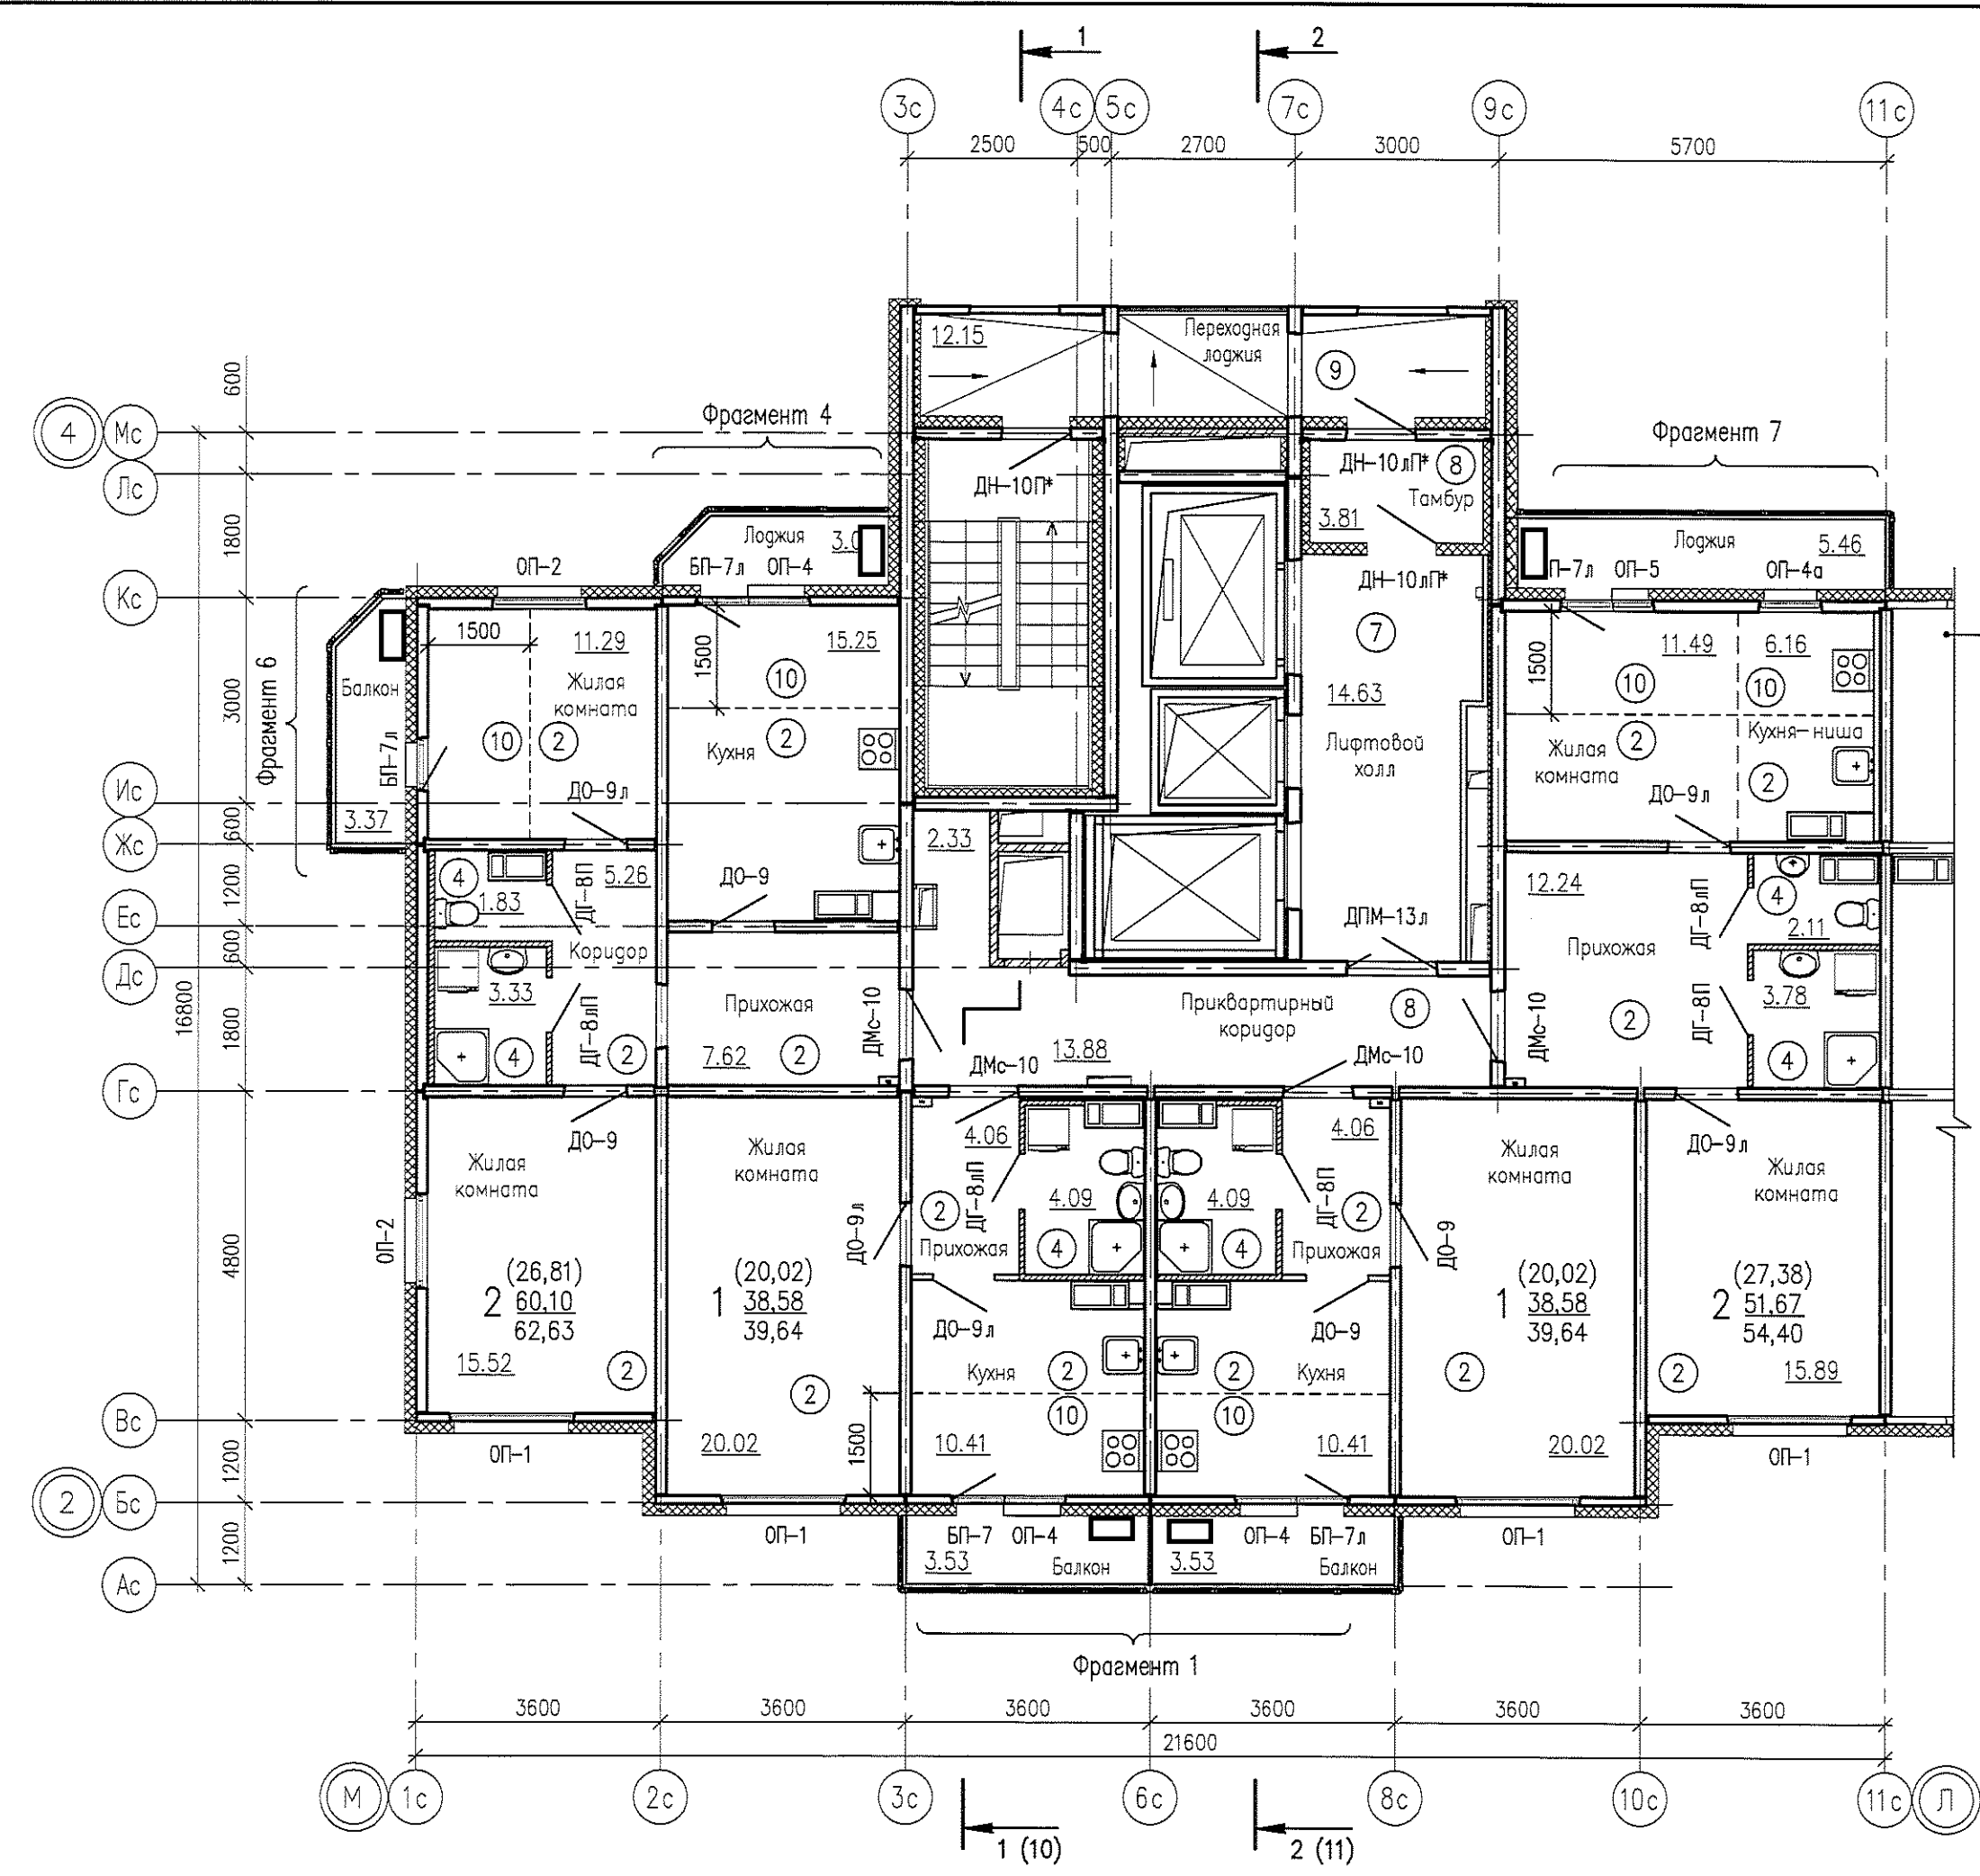 1
2
3с
4с
5с
7с
9с
11с
2500
500
2700
3000
5700
12.15
Переходная
лоджия
9
600
4
Мс
Фрагмент 4
Фрагмент 7
ДН-10П*
ДН-10лП*
8
Тамбур
Лс
3.81
1800
Лоджия
ОП-2
БП-7л
ОП-4
ДН-10лП*
Лоджия
5.46
П-7л
ОП-5
ОП-4а
Кс
1500
11.29
15.25
1500
7
1500
11.49
6.16
Фрагмент 6
Балкон
Жилая
комната
10
10
10
3000
14.63
10
2
Кухня
2
Лифтовой
холл
Жилая
комната
2
Кухня-ниша
БП-7л
2
Ис
ДО-9л
ДО-9л
3.37
600
Жс
2.33
4
1.83
ДГ-8П
5.26
ДО-9
12.24
4
ДГ-8лП
1200
Ес
ДПМ-13л
2.11
Коридор
Прихожая
600
Дс
3.33
3.78
16800
Прихожая
Приквартирный
коридор
8
2
1800
4
ДГ-8лП
2
7.62
2
ДМс-10
13.88
ДМс-10
ДМс-10
ДМс-10
ДГ-8П
4
Гс
ДО-9
4.06
4.06
ДО-9л
Жилая
комната
Жилая
комната
Жилая
комната
Жилая
комната
ДГ-8лП
4.09
4.09
ДГ-8П
2
2
ОП-2
ДО-9л
Прихожая
4
4
Прихожая
ДО-9
4800
2
(26,81)
60,10
62,63
1
(20,02)
38,58
39,64
1
(20,02)
38,58
39,64
2
(27,38)
51,67
54,40
ДО-9л
ДО-9
15.52
2
2
Кухня
2
2
Кухня
2
2
15.89
Вс
10
10
1500
20.02
10.41
10.41
20.02
ОП-1
ОП-1
1200
2
Бс
ОП-1
БП-7
ОП-4
ОП-4
БП-7л
ОП-1
3.53
Балкон
3.53
Балкон
1200
Ас
Фрагмент 1
3600
3600
3600
3600
3600
3600
21600
М
1с
2с
3с
6с
8с
10с
11с
Л
1 (10)
2 (11)